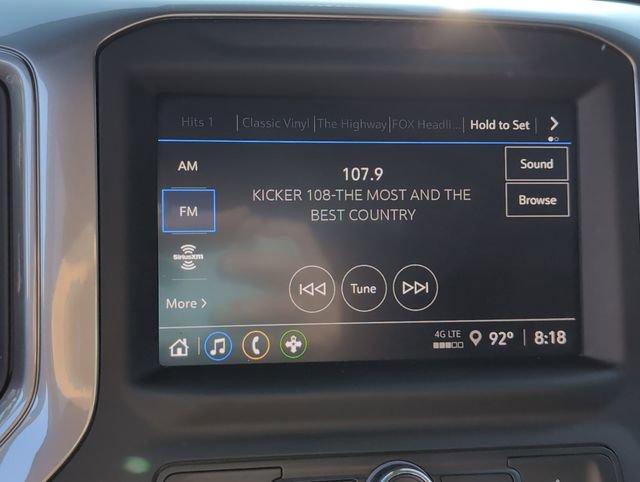 Hits 1 Classic Vinyl The Highway FOX Headli... Hold to Set
AM
107.9
Sound
KICKER 108-THE MOST AND THE
BEST COUNTRY
FM
Browse
SiriusXM
More
Tune
4G LTE
92° 8:18